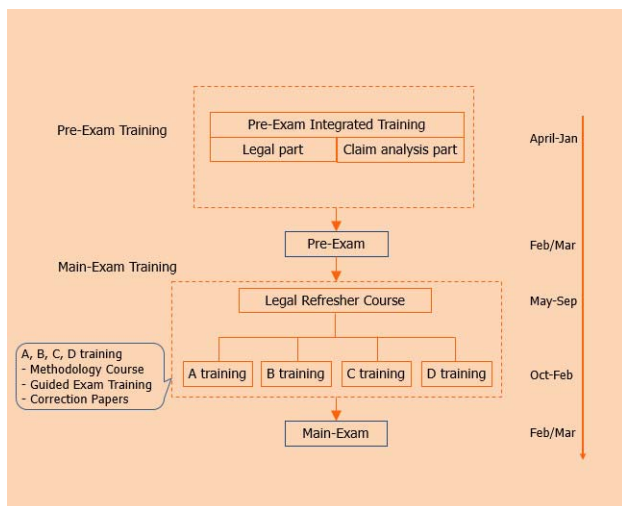 Pre-Exam Training
Pre-Exam Integrated Training
Legal part
Claim analysis part
April-Jan
Pre-Exam
Feb/Mar
Main-Exam Training
Legal Refresher Course
May-Sep
A, B, C, D training
- Methodology Course
- Guided Exam Training
- Correction Papers
A training
B training
C training
D training
Oct-Feb
Main-Exam
Feb/Mar